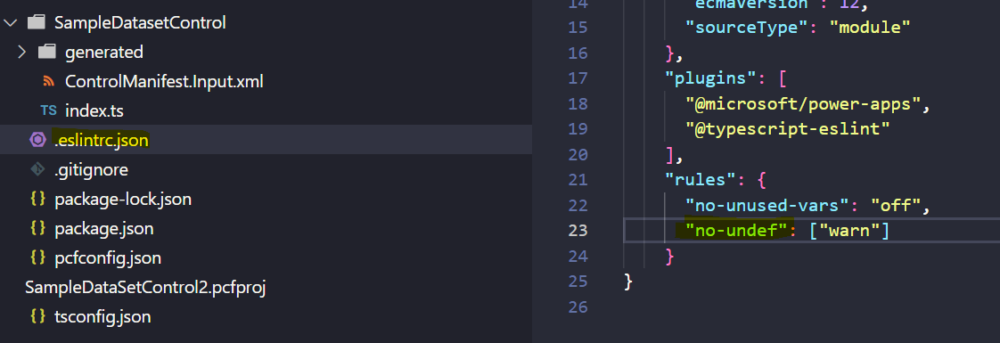 SampleDatasetControl
generated
ControlManifest.Input.xml
TS index.ts
.eslintrc.json
.gitignore
{} package-lock.json
{} package.json
{} pcfconfig.json
SampleDataSetControl2.pcfproj
{} tsconfig.json
14 "ecmaVersion": 12,
15 "sourceType": "module"
16 },
17 "plugins": [
18 "@microsoft/power-apps",
19 "@typescript-eslint"
20 ],
21 "rules": {
22 "no-unused-vars": "off",
23 "no-undef": ["warn"]
24 }
25 }
26